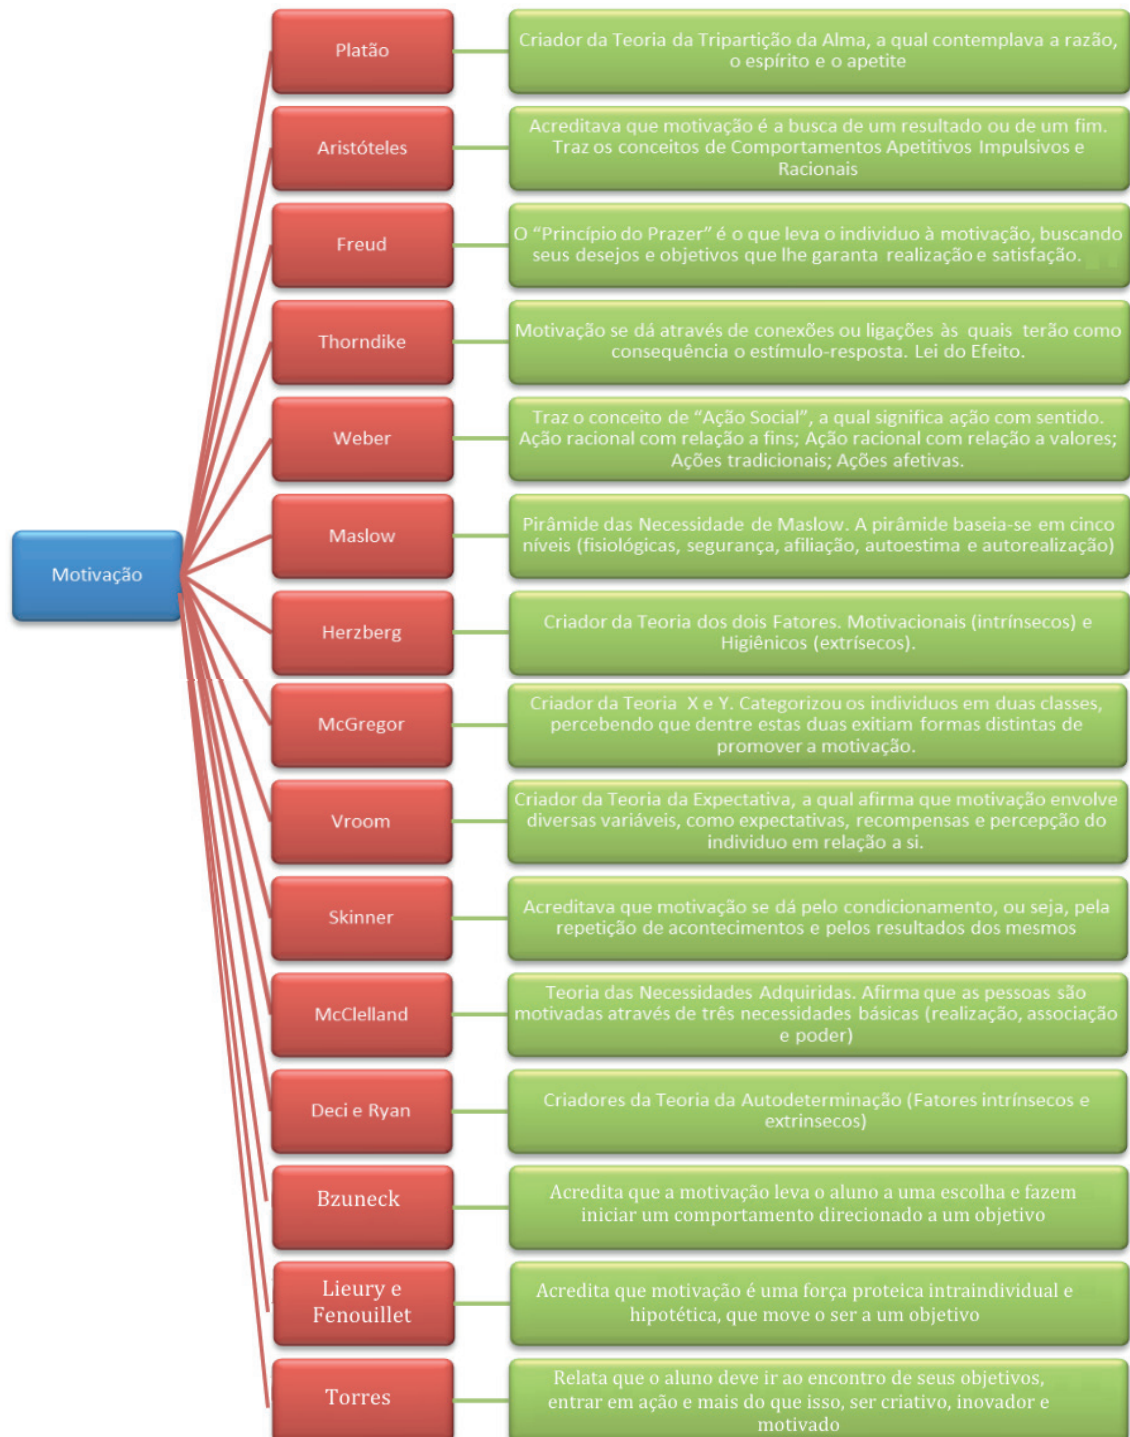 Platão
Criador da Teoria da Tripartição da Alma, a qual contemplava a razão,
o espírito e o apetite
Aristóteles
Acreditava que motivação é a busca de um resultado ou de um fim.
Traz os conceitos de Comportamentos Apetitivos Impulsivos e
Racionais
Freud
O “Princípio do Prazer” é o que leva o individuo à motivação, buscando
seus desejos e objetivos que lhe garanta realização e satisfação.
Thorndike
Motivação se dá através de conexões ou ligações às quais terão como
consequência o estímulo-resposta. Lei do Efeito.
Weber
Traz o conceito de “Ação Social”, a qual significa ação com sentido.
Ação racional com relação a fins; Ação racional com relação a valores;
Ações tradicionais; Ações afetivas.
Maslow
Pirâmide das Necessidade de Maslow. A pirâmide baseia-se em cinco
níveis (fisiológicas, segurança, afiliação, autoestima e autorealização)
Motivação
Herzberg
Criador da Teoria dos dois Fatores. Motivacionais (intrínsecos) e
Higiênicos (extrísecos).
McGregor
Criador da Teoria X e Y. Categorizou os individuos em duas classes,
percebendo que dentre estas duas exitiam formas distintas de
promover a motivação.
Vroom
Criador da Teoria da Expectativa, a qual afirma que motivação envolve
diversas variáveis, como expectativas, recompensas e percepção do
individuo em relação a si.
Skinner
Acreditava que motivação se dá pelo condicionamento, ou seja, pela
repetição de acontecimentos e pelos resultados dos mesmos
McClelland
Teoria das Necessidades Adquiridas. Afirma que as pessoas são
motivadas através de três necessidades básicas (realização, associação
e poder)
Deci e Ryan
Criadores da Teoria da Autodeterminação (Fatores intrínsecos e
extrinsecos)
Bzuneck
Acredita que a motivação leva o aluno a uma escolha e fazem
iniciar um comportamento direcionado a um objetivo
Lieury e
Fenouillet
Acredita que motivação é uma força proteica intraindividual e
hipotética, que move o ser a um objetivo
Torres
Relata que o aluno deve ir ao encontro de seus objetivos,
entrar em ação e mais do que isso, ser criativo, inovador e
motivado